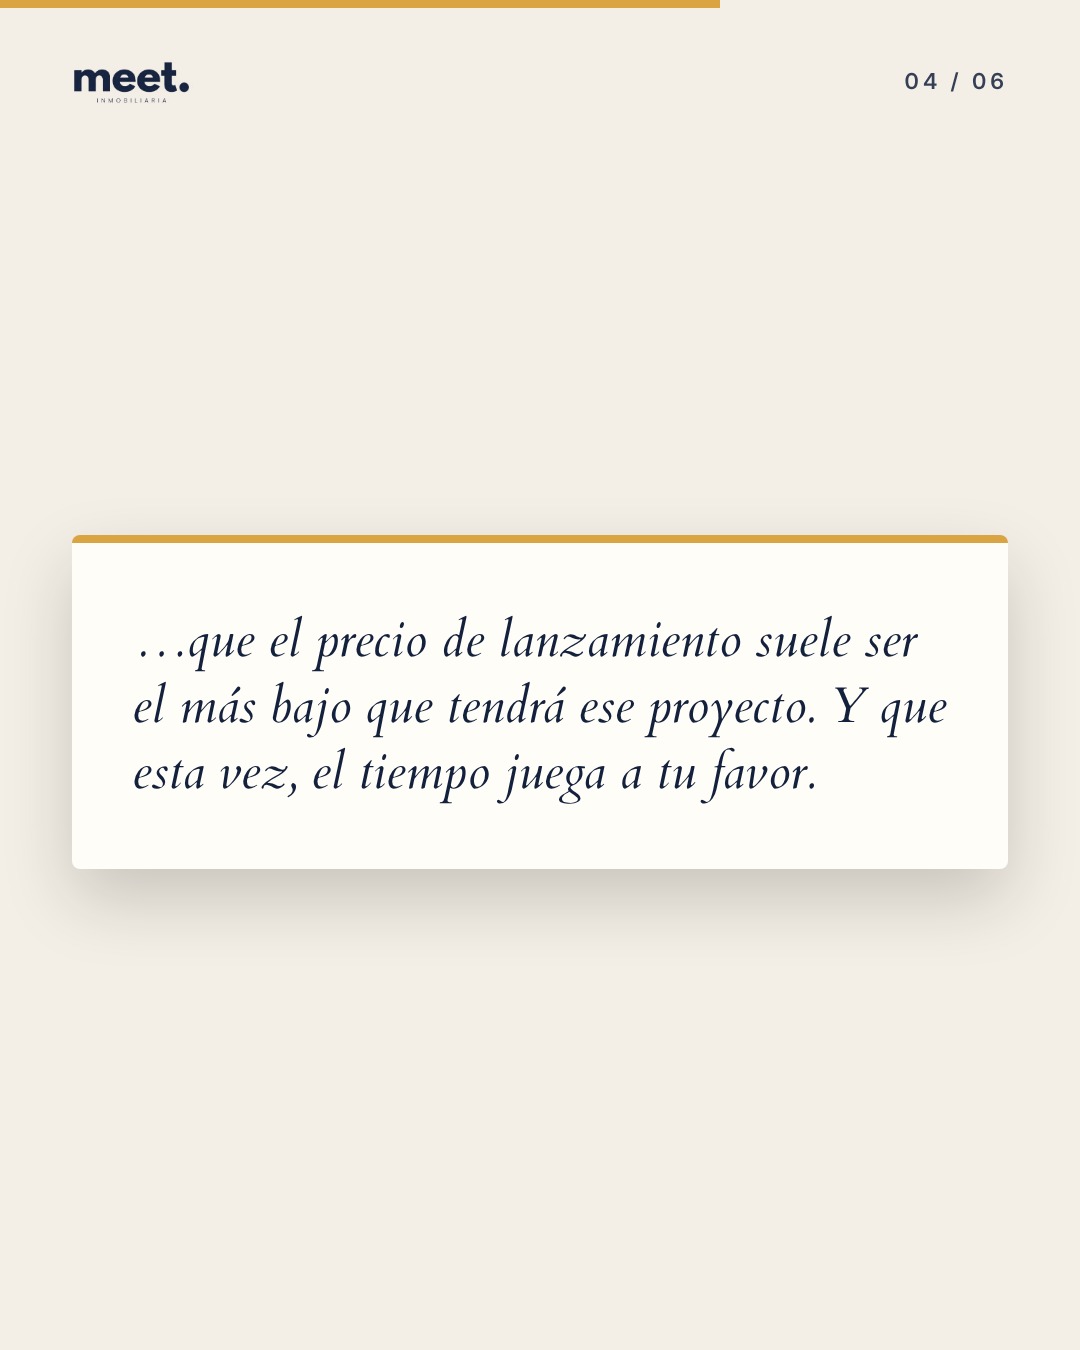 meet.
INMOBILIARIA
04 / 06
...que el precio de lanzamiento suele ser
el más bajo que tendrá ese proyecto. Y que
esta vez, el tiempo juega a tu favor.